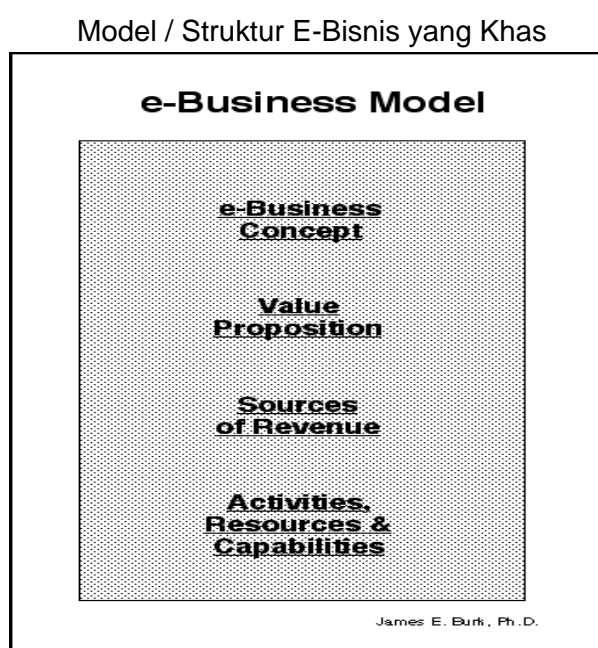 Model / Struktur E-Bisnis yang Khas
e-Business Model
e-Business
Concept
Value
Proposition
Sources
of Revenue
Activities,
Resources &
Capabilities
James E. Burk, Ph.D.